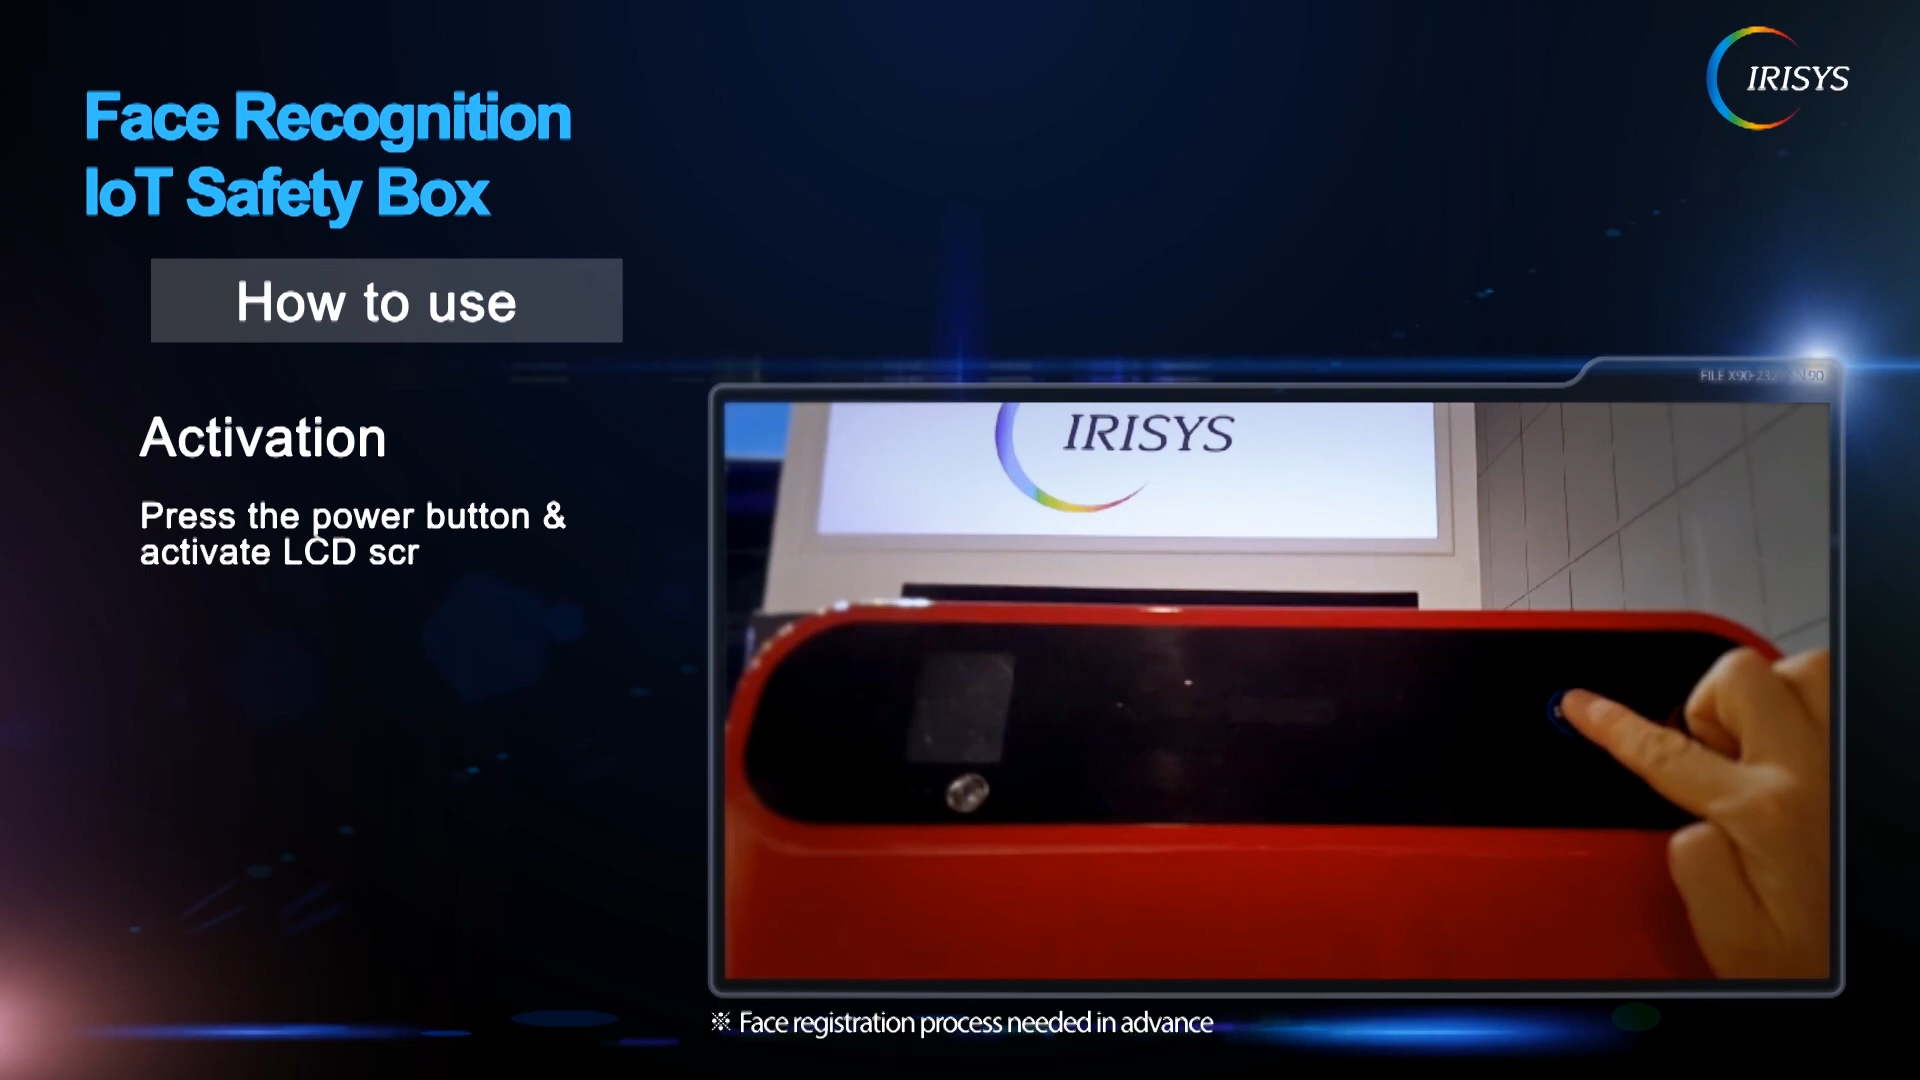 IRISYS
Face Recognition
IoT Safety Box
How to use
Activation
Press the power button &
activate LCD scr
IRISYS
※ Face registration process needed in advance